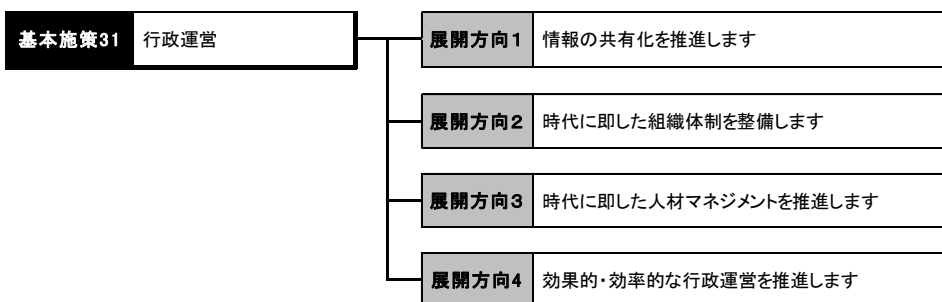 基本施策31 行政運営
展開方向1 情報の共有化を推進します
展開方向2 時代に即した組織体制を整備します
展開方向3 時代に即した人材マネジメントを推進します
展開方向4 効果的・効率的な行政運営を推進します